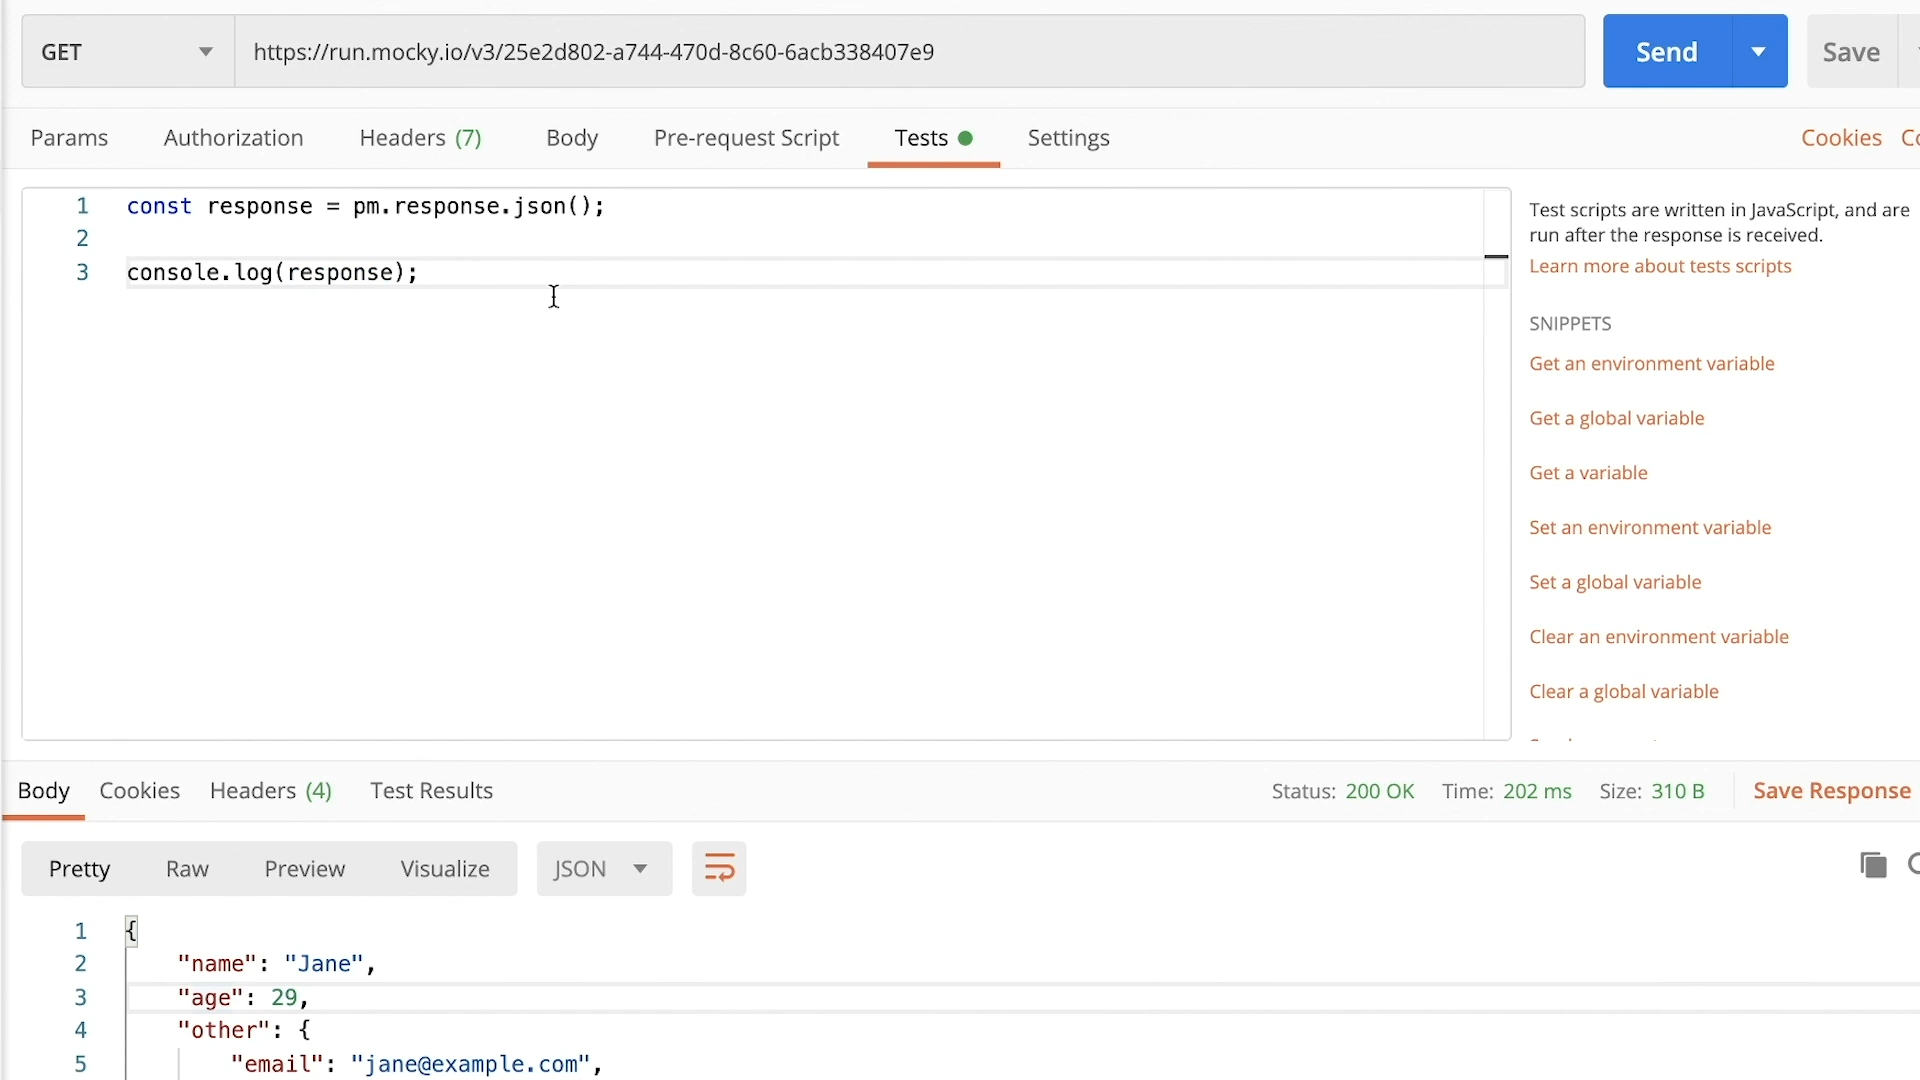 GET https://run.mocky.io/v3/25e2d802-a744-470d-8c60-6acb338407e9 Send Save
Params Authorization Headers (7) Body Pre-request Script Tests Settings Cookies
1 const response = pm.response.json();
2
3 console.log(response);
Test scripts are written in JavaScript, and are
run after the response is received.
Learn more about tests scripts
SNIPPETS
Get an environment variable
Get a global variable
Get a variable
Set an environment variable
Set a global variable
Clear an environment variable
Clear a global variable
Body Cookies Headers (4) Test Results Status: 200 OK Time: 202 ms Size: 310 B Save Response
Pretty Raw Preview Visualize JSON
1 {
2 "name": "Jane",
3 "age": 29,
4 "other": {
5 "email": "jane@example.com",